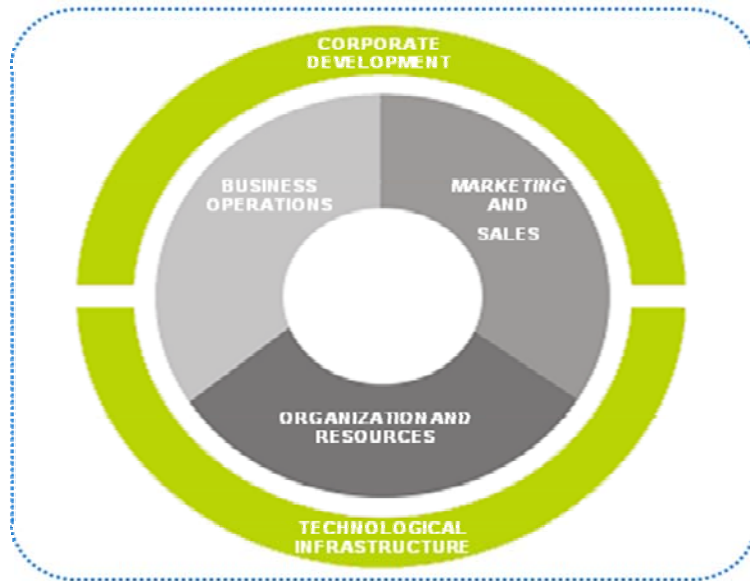 CORPORATE
DEVELOPMENT
BUSINESS
OPERATIONS
MARKETING
AND
SALES
ORGANIZATION AND
RESOURCES
TECHNOLOGICAL
INFRASTRUCTURE